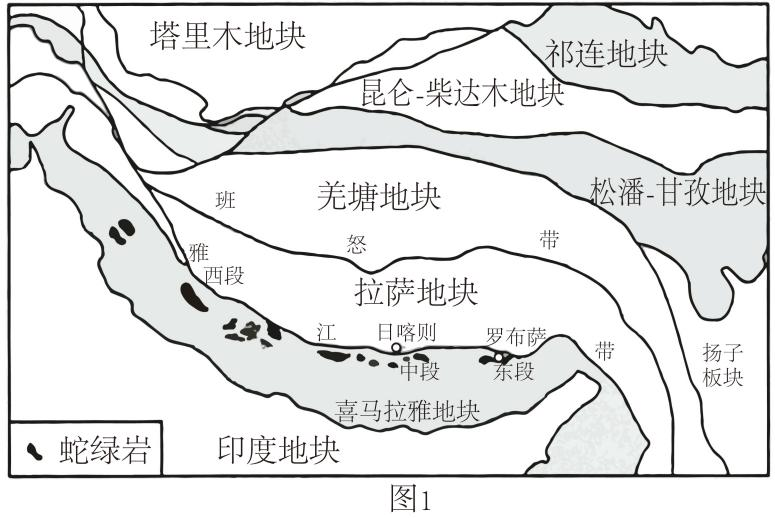 塔里木地块
祁连地块
昆仑-柴达木地块
松潘-甘孜地块
羌塘地块
班
怒
带
雅
西段
拉萨地块
江
日喀则
罗布萨
带
中段
东段
扬子
板块
喜马拉雅地块
蛇绿岩
印度地块
图1